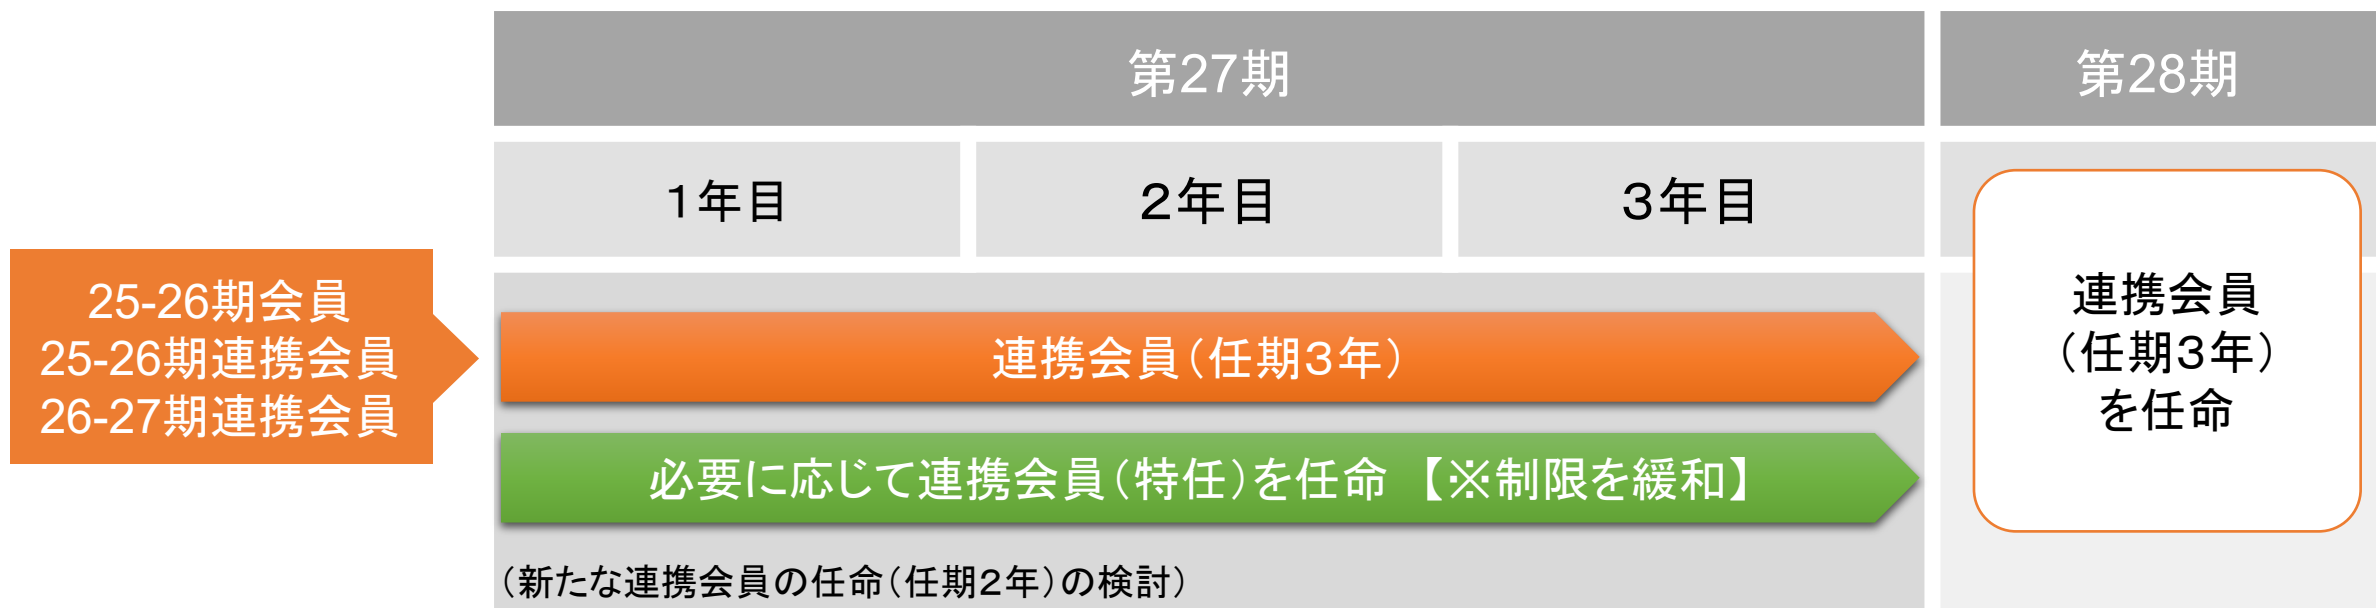 第27期
第28期
１年目
２年目
３年目
25-26期会員
25-26期連携会員
26-27期連携会員
連携会員（任期３年）
必要に応じて連携会員（特任）を任命 【※制限を緩和】
（新たな連携会員の任命（任期２年）の検討）
連携会員
（任期３年）
を任命